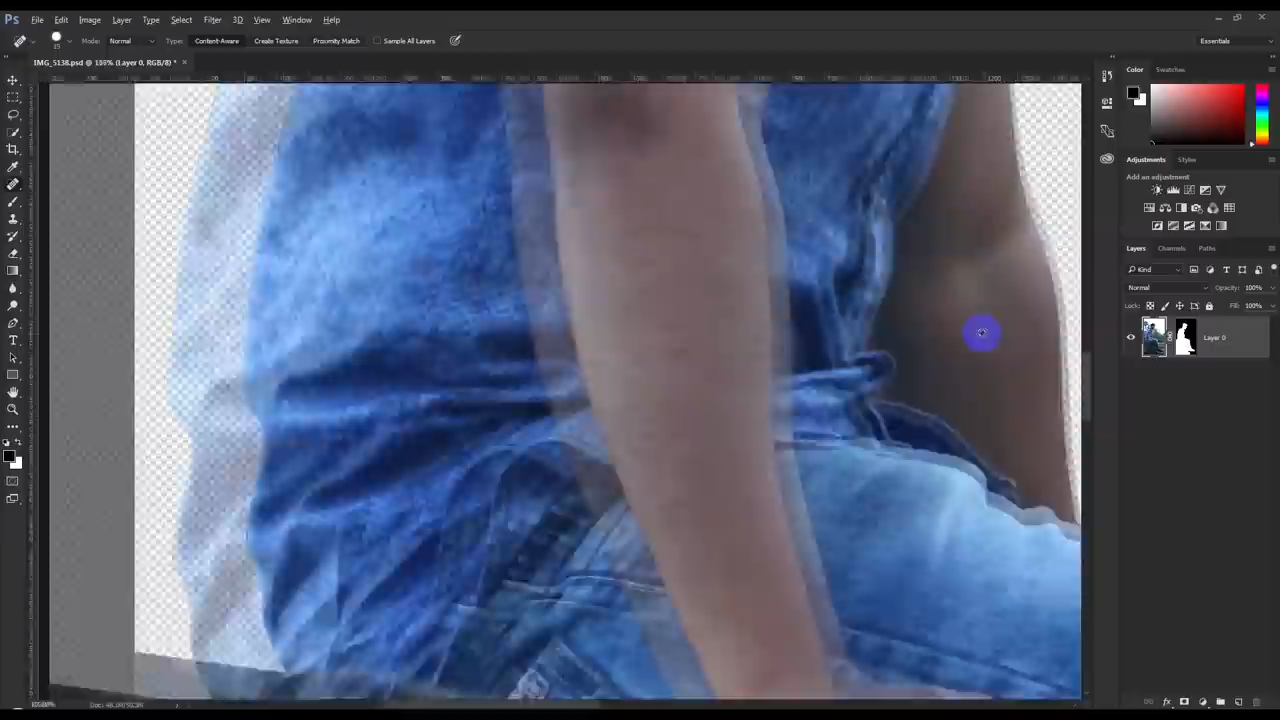 Ps File Edit Image Layer Type Select Filter 3D View Window Help
Mode: Normal Type: Content-Aware Create Texture Proximity Match Sample All Layers Essentials
IMG_5138.psd @ 159% (Layer 0, RGB/8) *
Color Swatches
Adjustments Styles
Add an adjustment
Layers Channels Paths
Kind
Normal Opacity: 100%
Lock: Fill: 100%
Layer 0